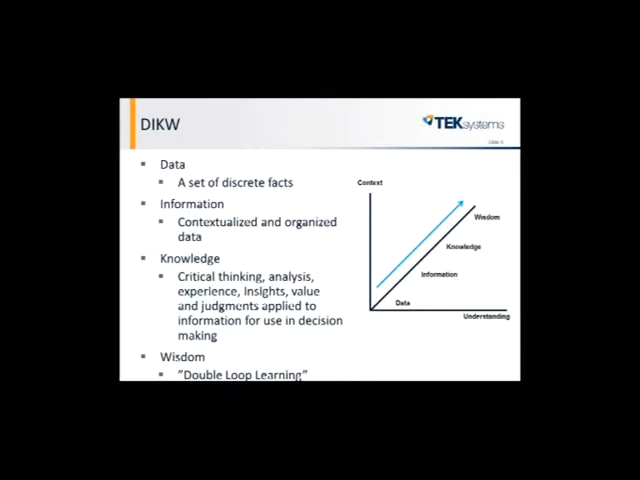 DIKW
TEKsystems
▪ Data
▪ A set of discrete facts
▪ Information
▪ Contextualized and organized
data
▪ Knowledge
▪ Critical thinking, analysis,
experience, insights, value
and judgments applied to
information for use in decision
making
▪ Wisdom
▪ "Double Loop Learning"
Context
Wisdom
Knowledge
Information
Data
Understanding